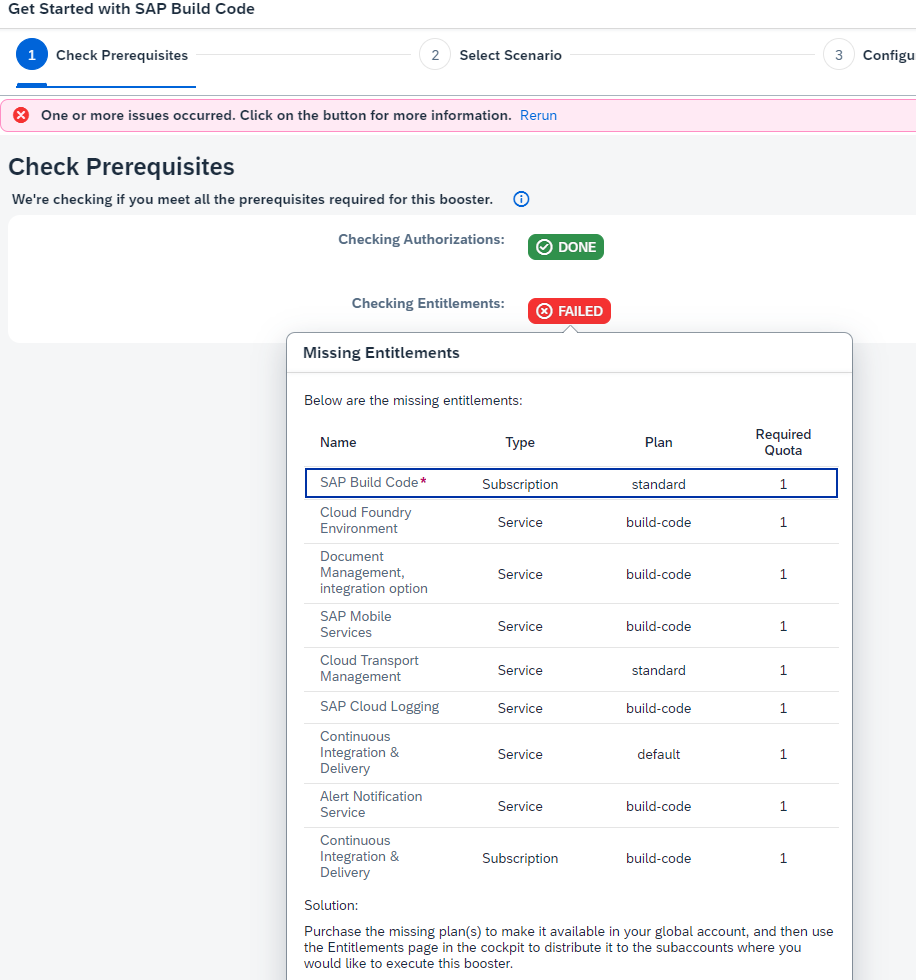 Get Started with SAP Build Code
1 Check Prerequisites 2 Select Scenario 3 Configu
One or more issues occurred. Click on the button for more information. Rerun
Check Prerequisites
We're checking if you meet all the prerequisites required for this booster.
Checking Authorizations: DONE
Checking Entitlements: FAILED
Missing Entitlements
Below are the missing entitlements:
Name Type Plan Required Quota
SAP Build Code* Subscription standard 1
Cloud Foundry Environment Service build-code 1
Document Management, integration option Service build-code 1
SAP Mobile Services Service build-code 1
Cloud Transport Management Service standard 1
SAP Cloud Logging Service build-code 1
Continuous Integration & Delivery Service default 1
Alert Notification Service Service build-code 1
Continuous Integration & Delivery Subscription build-code 1
Solution:
Purchase the missing plan(s) to make it available in your global account, and then use
the Entitlements page in the cockpit to distribute it to the subaccounts where you
would like to execute this booster.